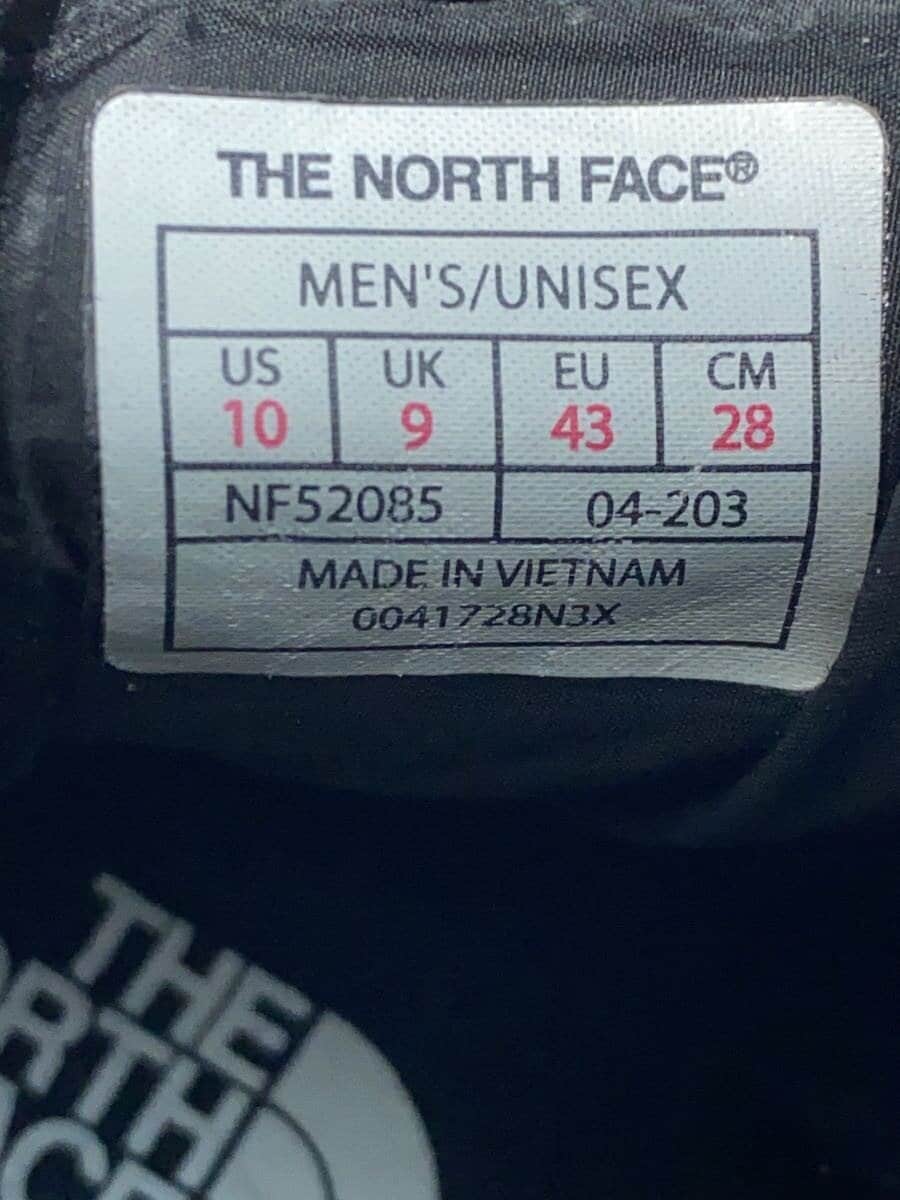 THE NORTH FACE®
MEN'S/UNISEX
US UK EU CM
10 9 43 28
NF52085 04-203
MADE IN VIETNAM
0041728N3X
THE